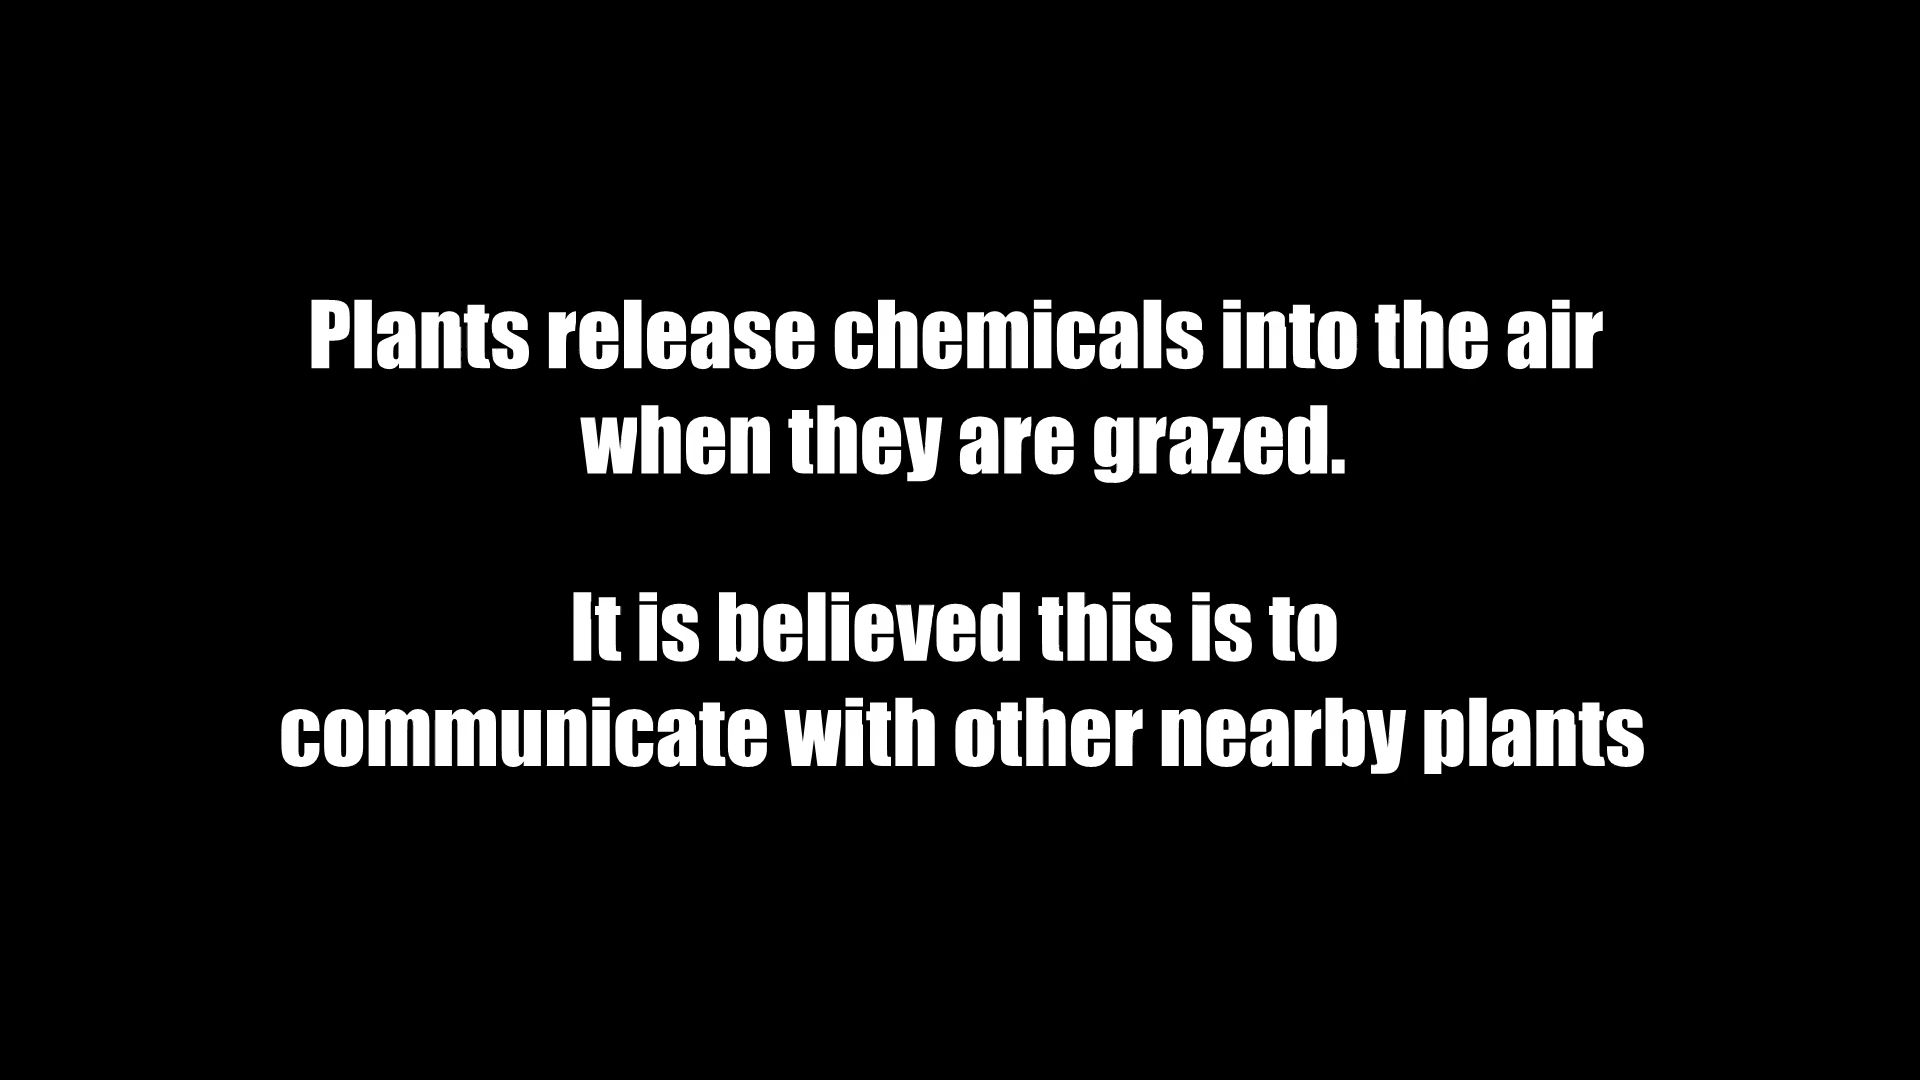 Plants release chemicals into the air
when they are grazed.
It is believed this is to
communicate with other nearby plants